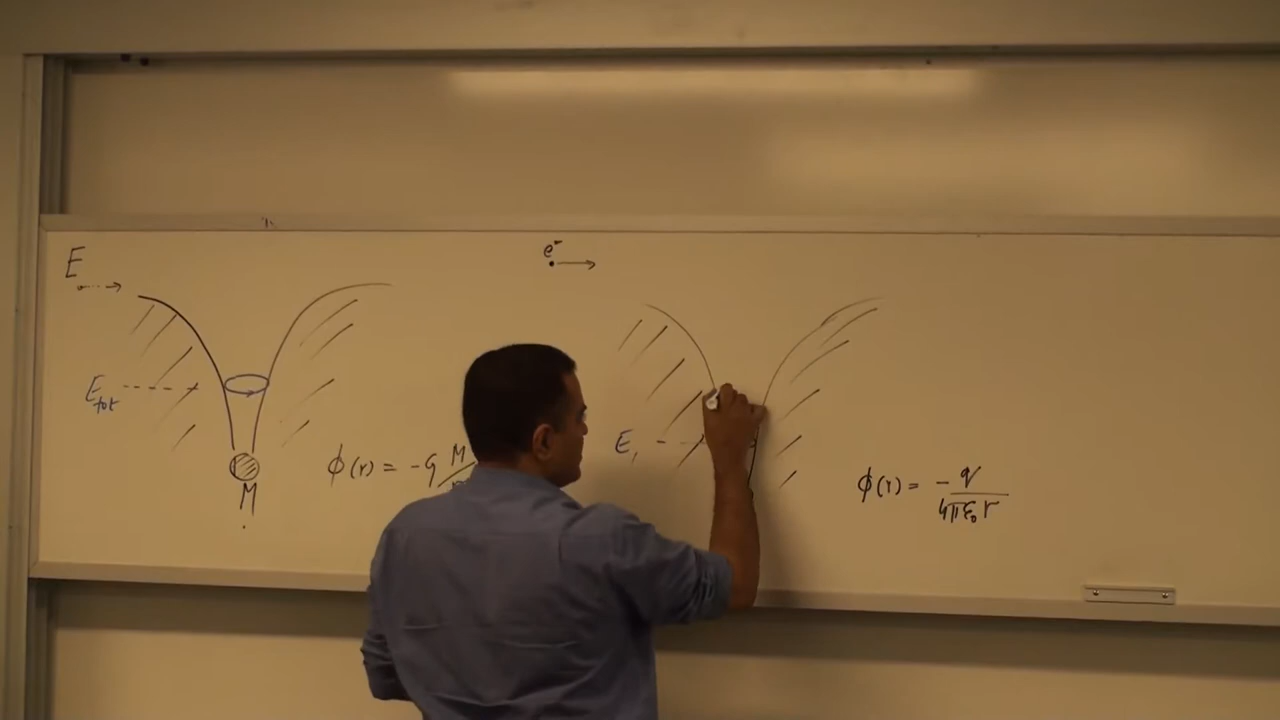 E
E_tot
M
ϕ(r) = -G M
e⁻
E₁
ϕ(r) = -q / 4πε₀r